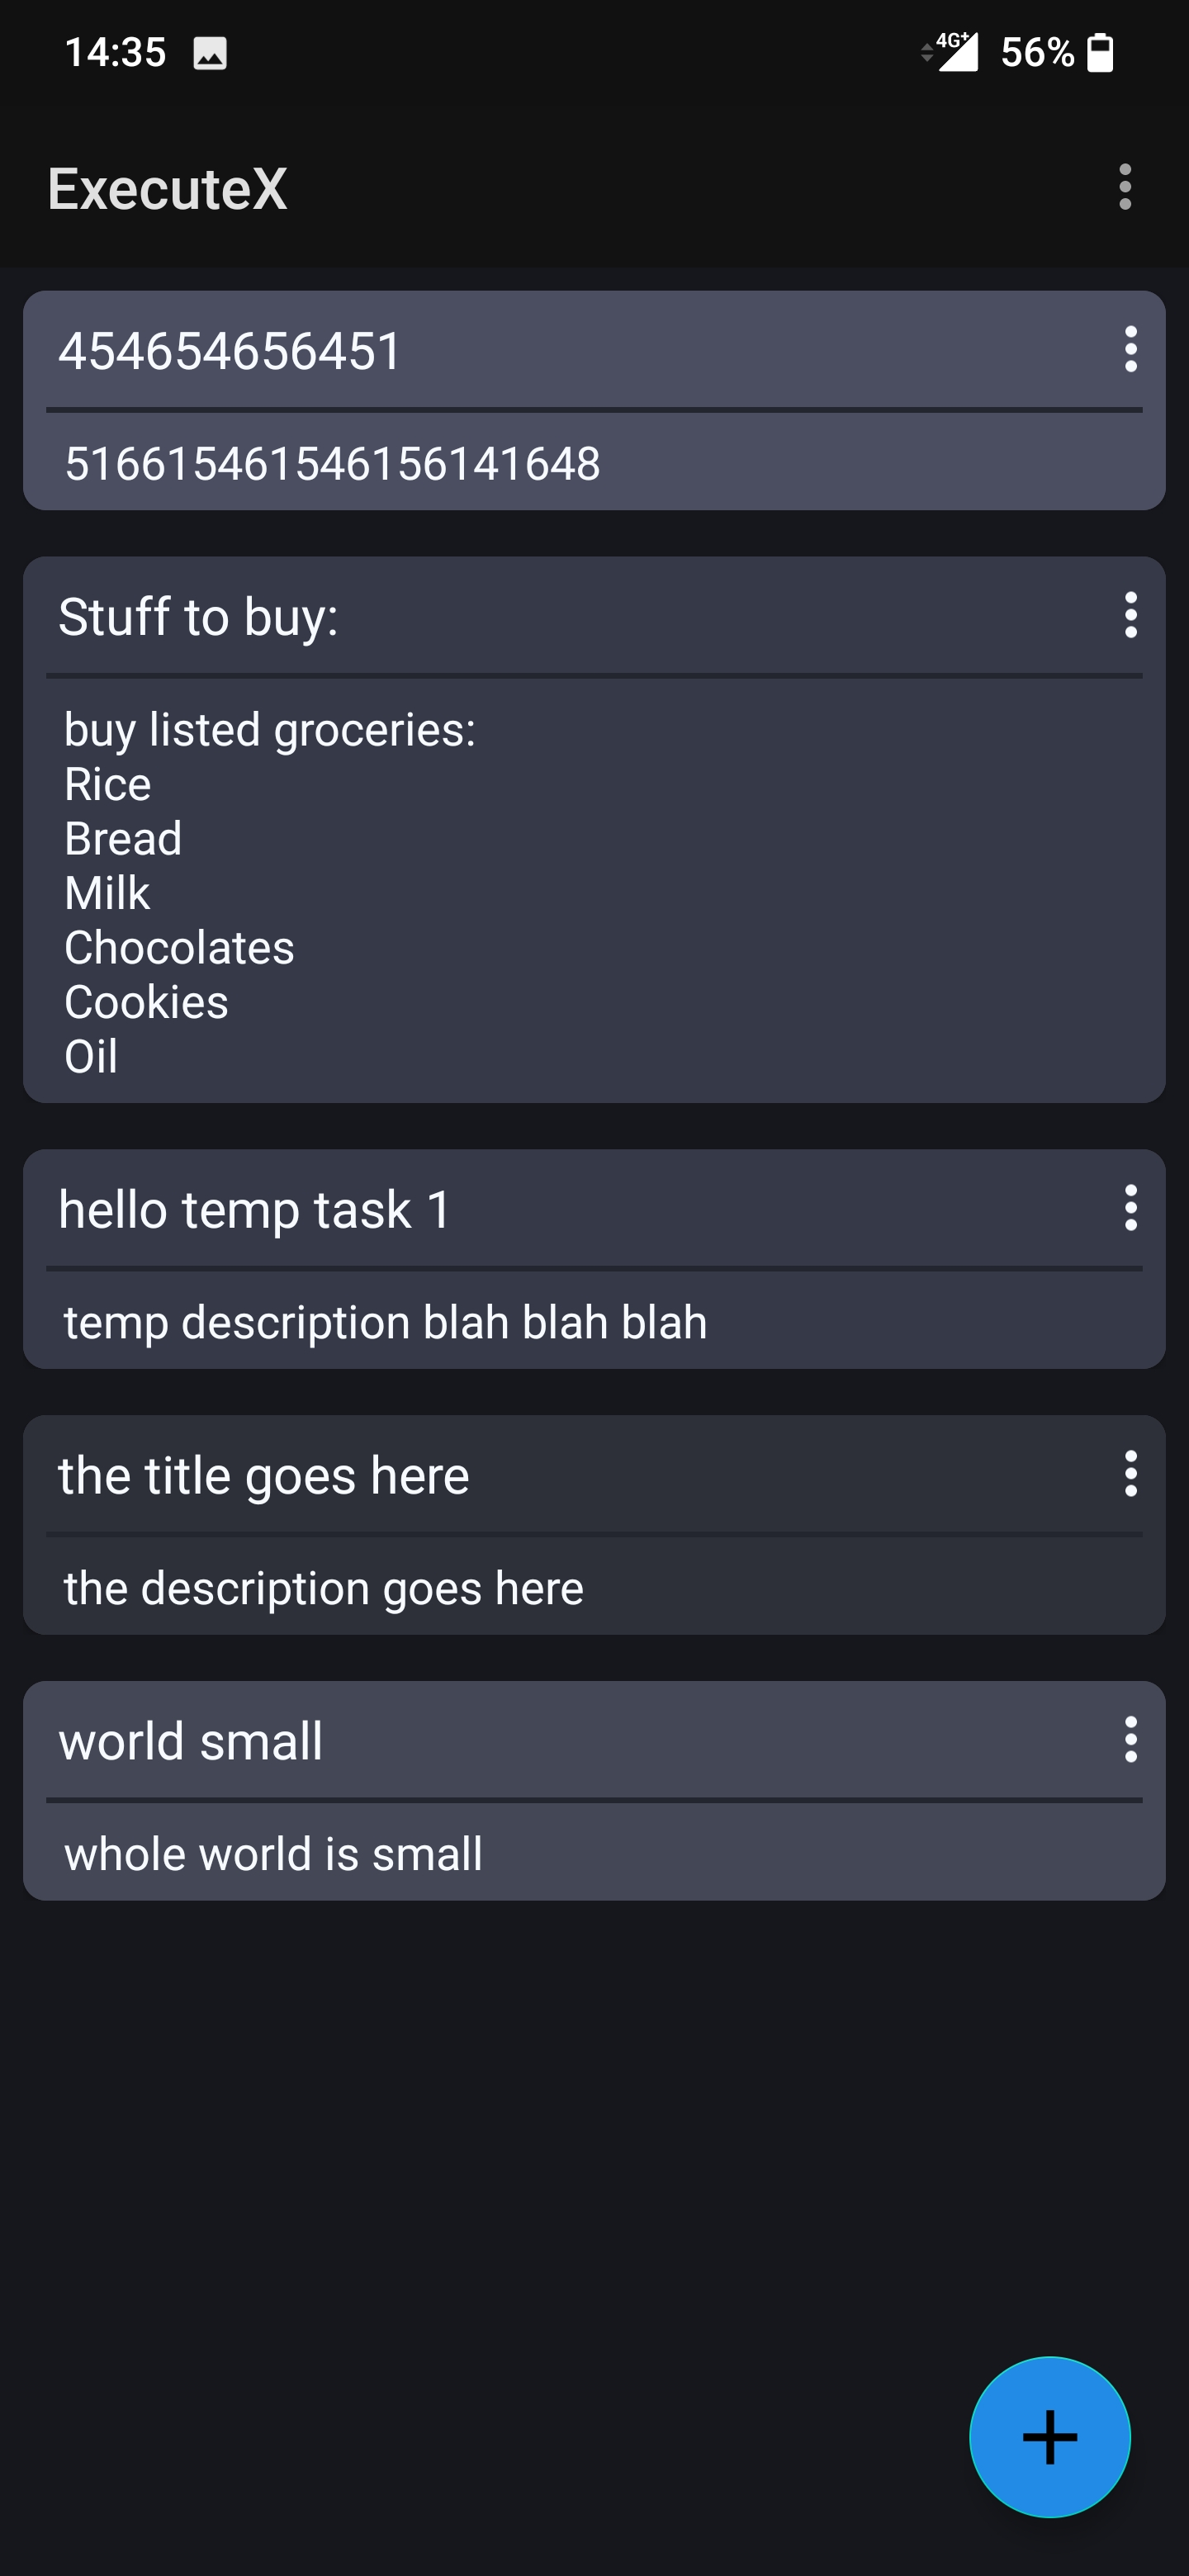 14:35
4G+ 56%
ExecuteX
454654656451
516615461546156141648
Stuff to buy:
buy listed groceries:
Rice
Bread
Milk
Chocolates
Cookies
Oil
hello temp task 1
temp description blah blah blah
the title goes here
the description goes here
world small
whole world is small